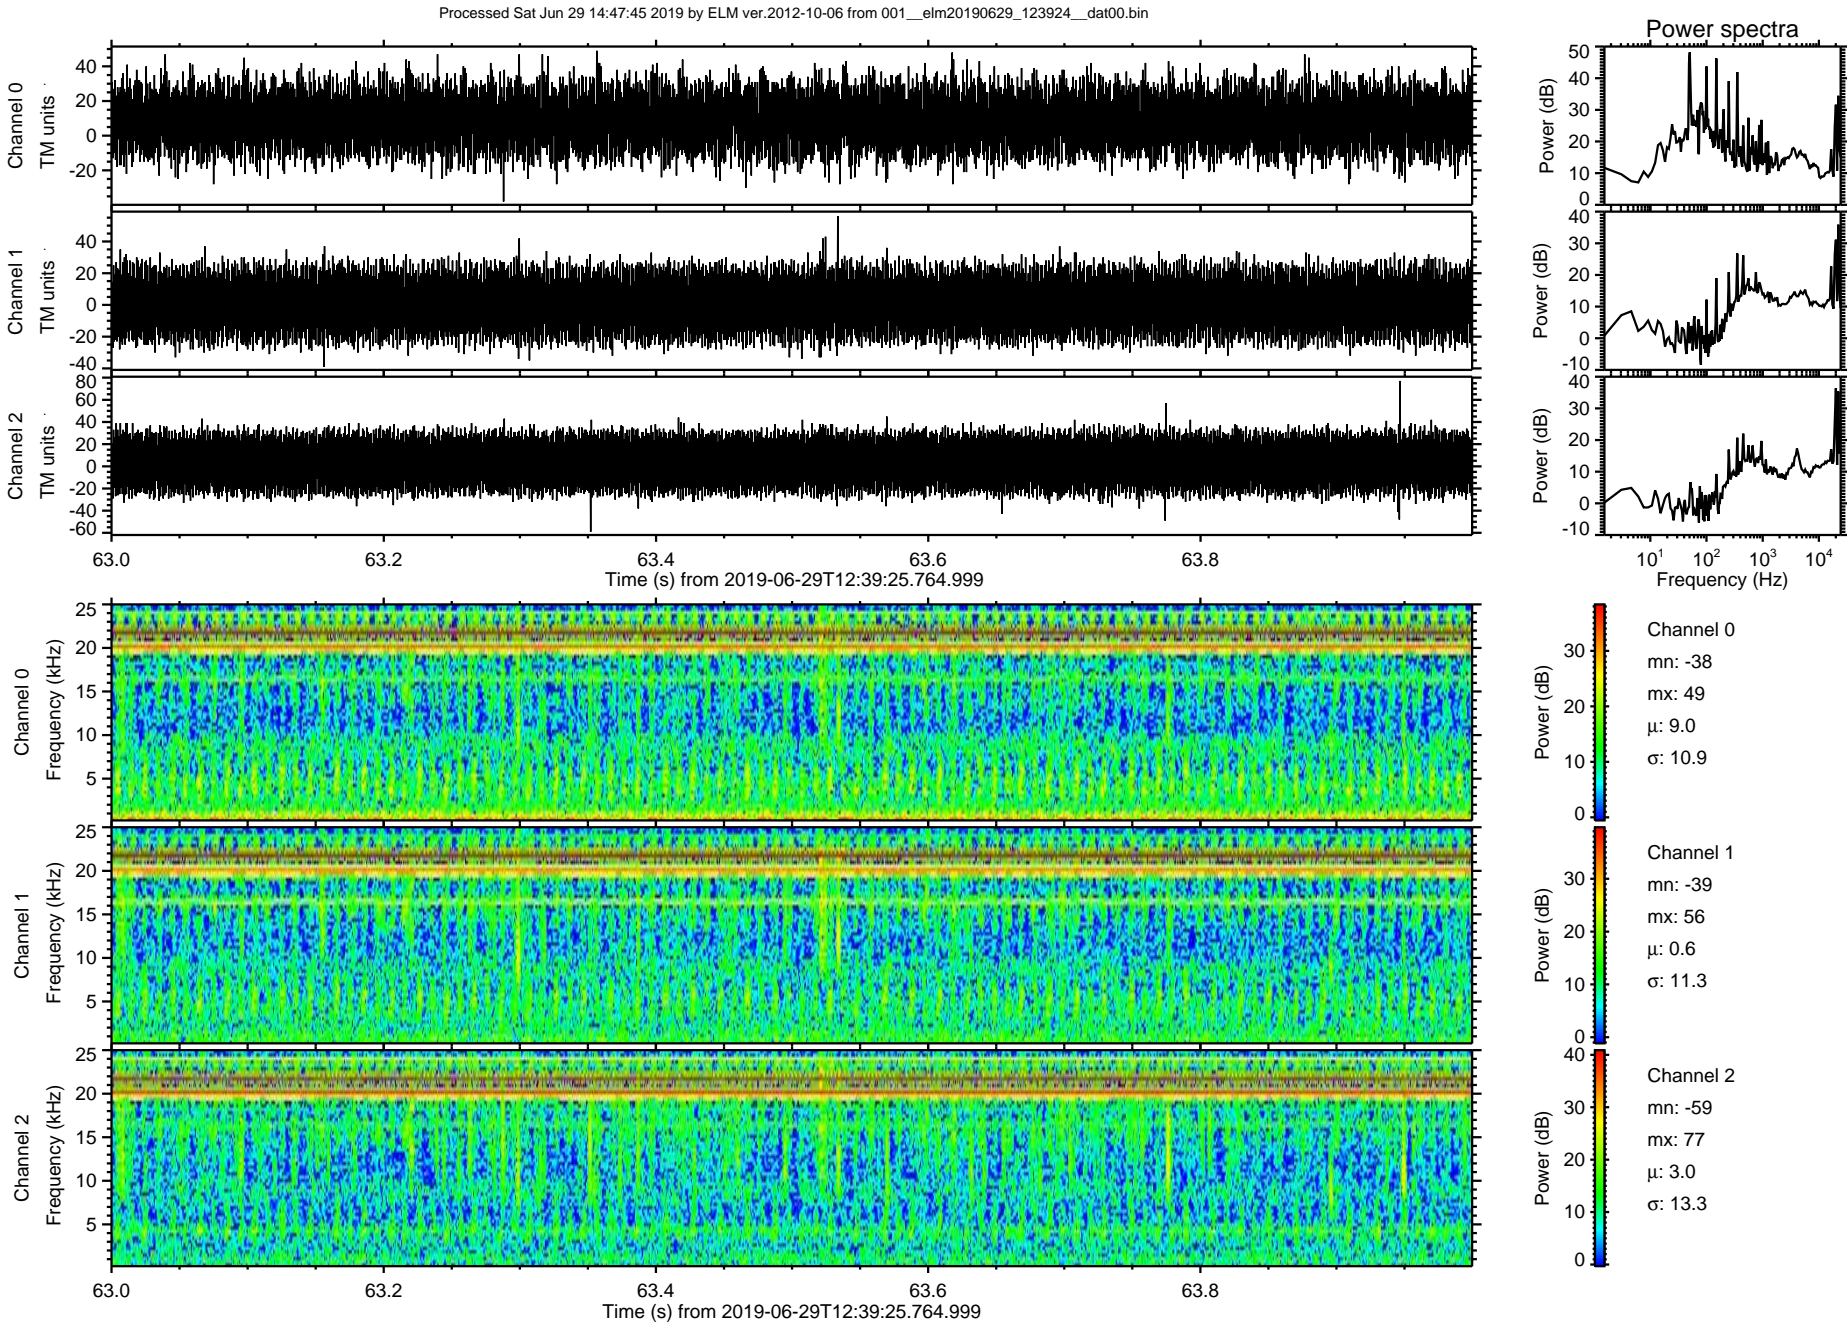 Processed Sat Jun 29 14:47:45 2019 by ELM ver.2012-10-06 from 001__elm20190629_123924__dat00.bin
Power spectra
Channel 0
TM units
40
20
0
-20
Power (dB)
50
40
30
20
10
0
Channel 1
TM units
40
20
0
-20
-40
Power (dB)
40
30
20
10
0
-10
Channel 2
TM units
80
60
40
20
0
-20
-40
-60
Power (dB)
40
30
20
10
0
-10
63.0 63.2 63.4 63.6 63.8
Time (s) from 2019-06-29T12:39:25.764.999
10^1 10^2 10^3 10^4
Frequency (Hz)
Channel 0
Frequency (kHz)
25
20
15
10
5
Power (dB)
30
20
10
0
Channel 0
mn: -38
mx: 49
μ: 9.0
σ: 10.9
Channel 1
Frequency (kHz)
25
20
15
10
5
Power (dB)
30
20
10
0
Channel 1
mn: -39
mx: 56
μ: 0.6
σ: 11.3
Channel 2
Frequency (kHz)
25
20
15
10
5
Power (dB)
40
30
20
10
0
Channel 2
mn: -59
mx: 77
μ: 3.0
σ: 13.3
63.0 63.2 63.4 63.6 63.8
Time (s) from 2019-06-29T12:39:25.764.999